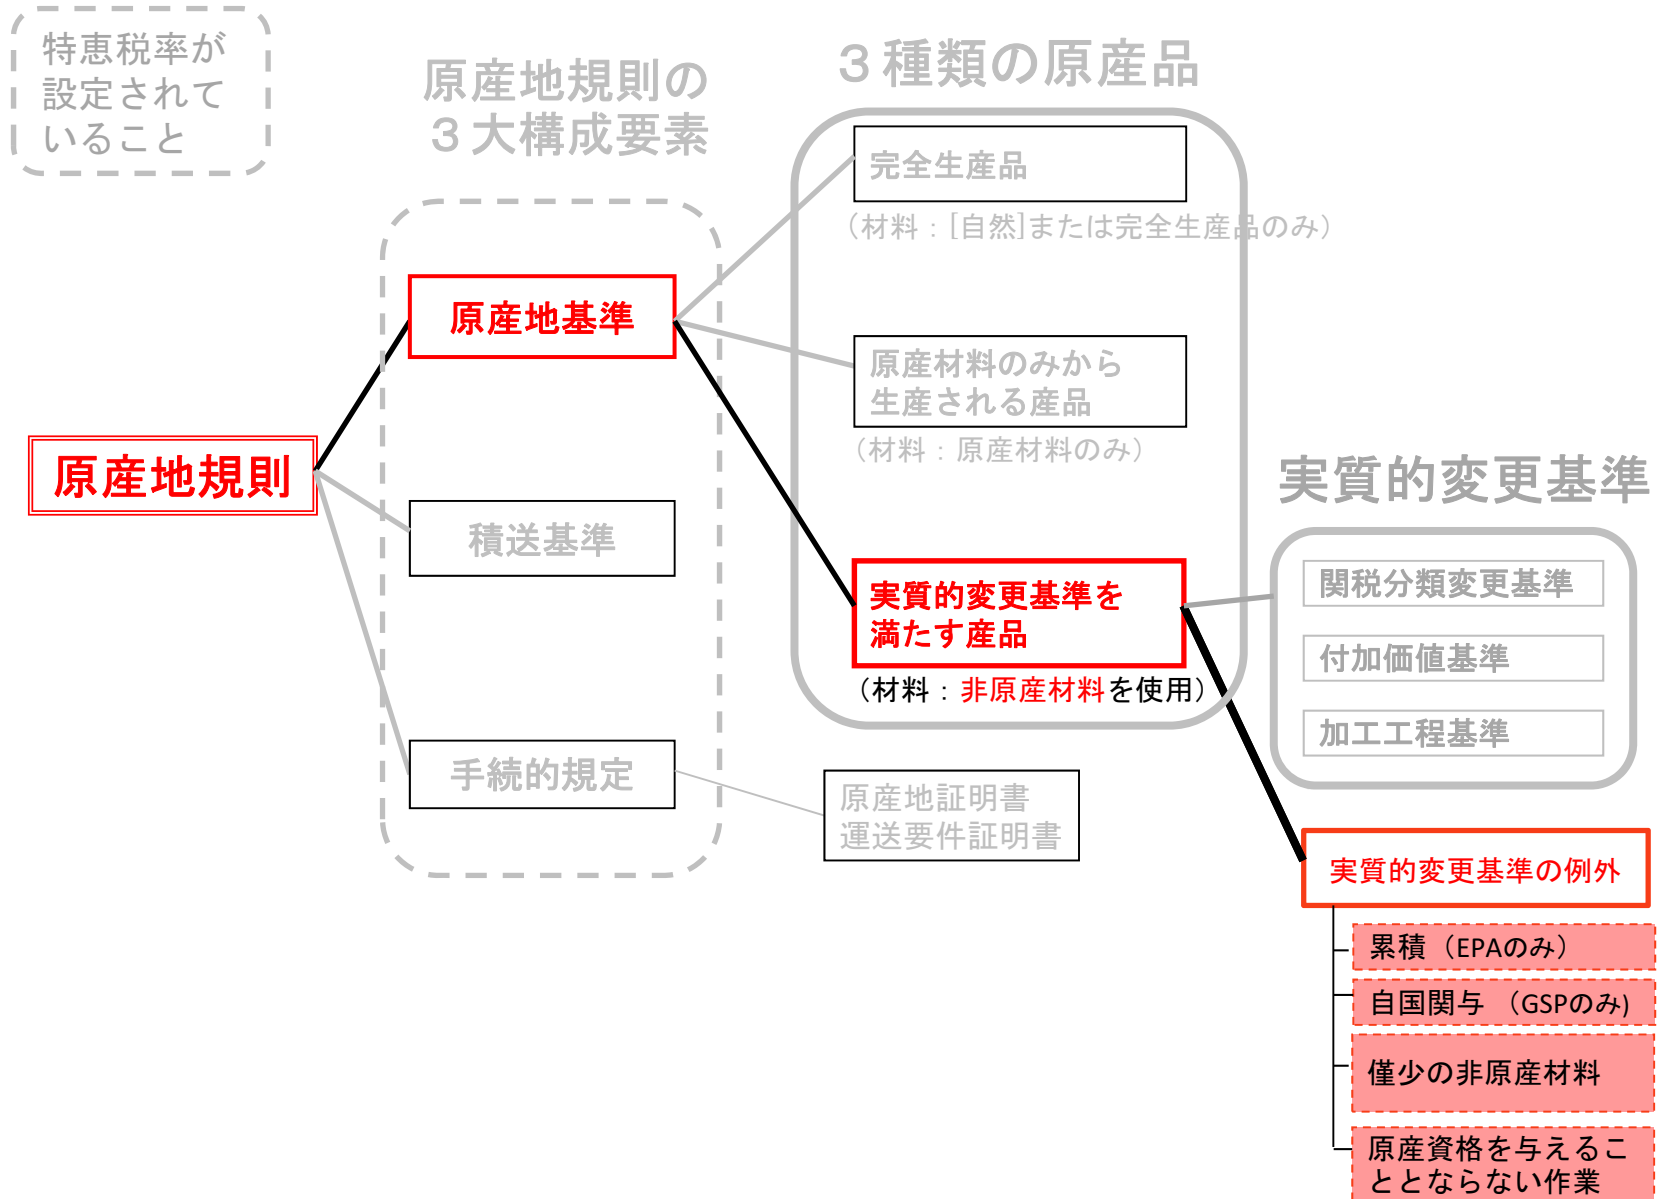 特恵税率が
設定されて
いること
原産地規則の
３大構成要素
３種類の原産品
完全生産品
（材料：[自然]または完全生産品のみ）
原産地基準
原産材料のみから
生産される産品
（材料：原産材料のみ）
原産地規則
積送基準
実質的変更基準を
満たす産品
（材料：非原産材料を使用）
実質的変更基準
関税分類変更基準
付加価値基準
加工工程基準
手続的規定
原産地証明書
運送要件証明書
実質的変更基準の例外
累積（EPAのみ）
自国関与 （GSPのみ)
僅少の非原産材料
原産資格を与えるこ
ととならない作業